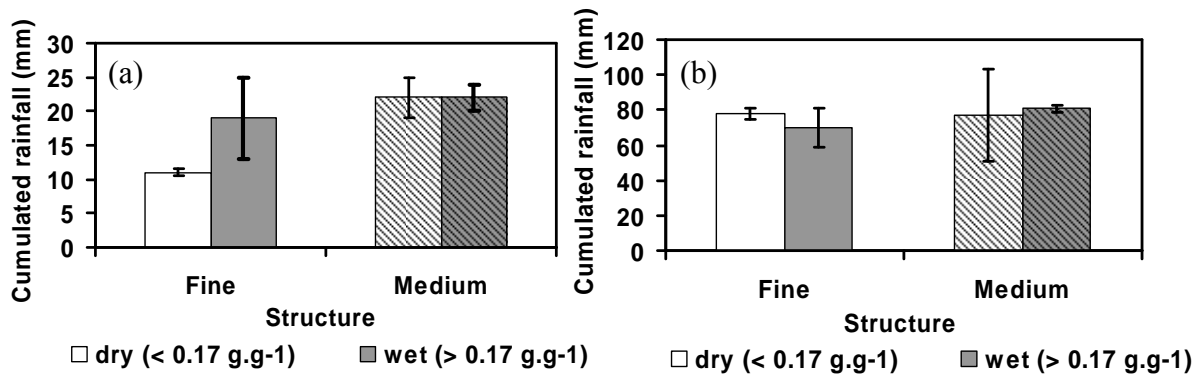 (a)
Cumulated rainfall (mm)
30
25
20
15
10
5
0
Fine Medium
Structure
dry (< 0.17 g.g-1) wet (> 0.17 g.g-1)
(b)
Cumulated rainfall (mm)
120
100
80
60
40
20
0
Fine Medium
Structure
dry (< 0.17 g.g-1) wet (> 0.17 g.g-1)